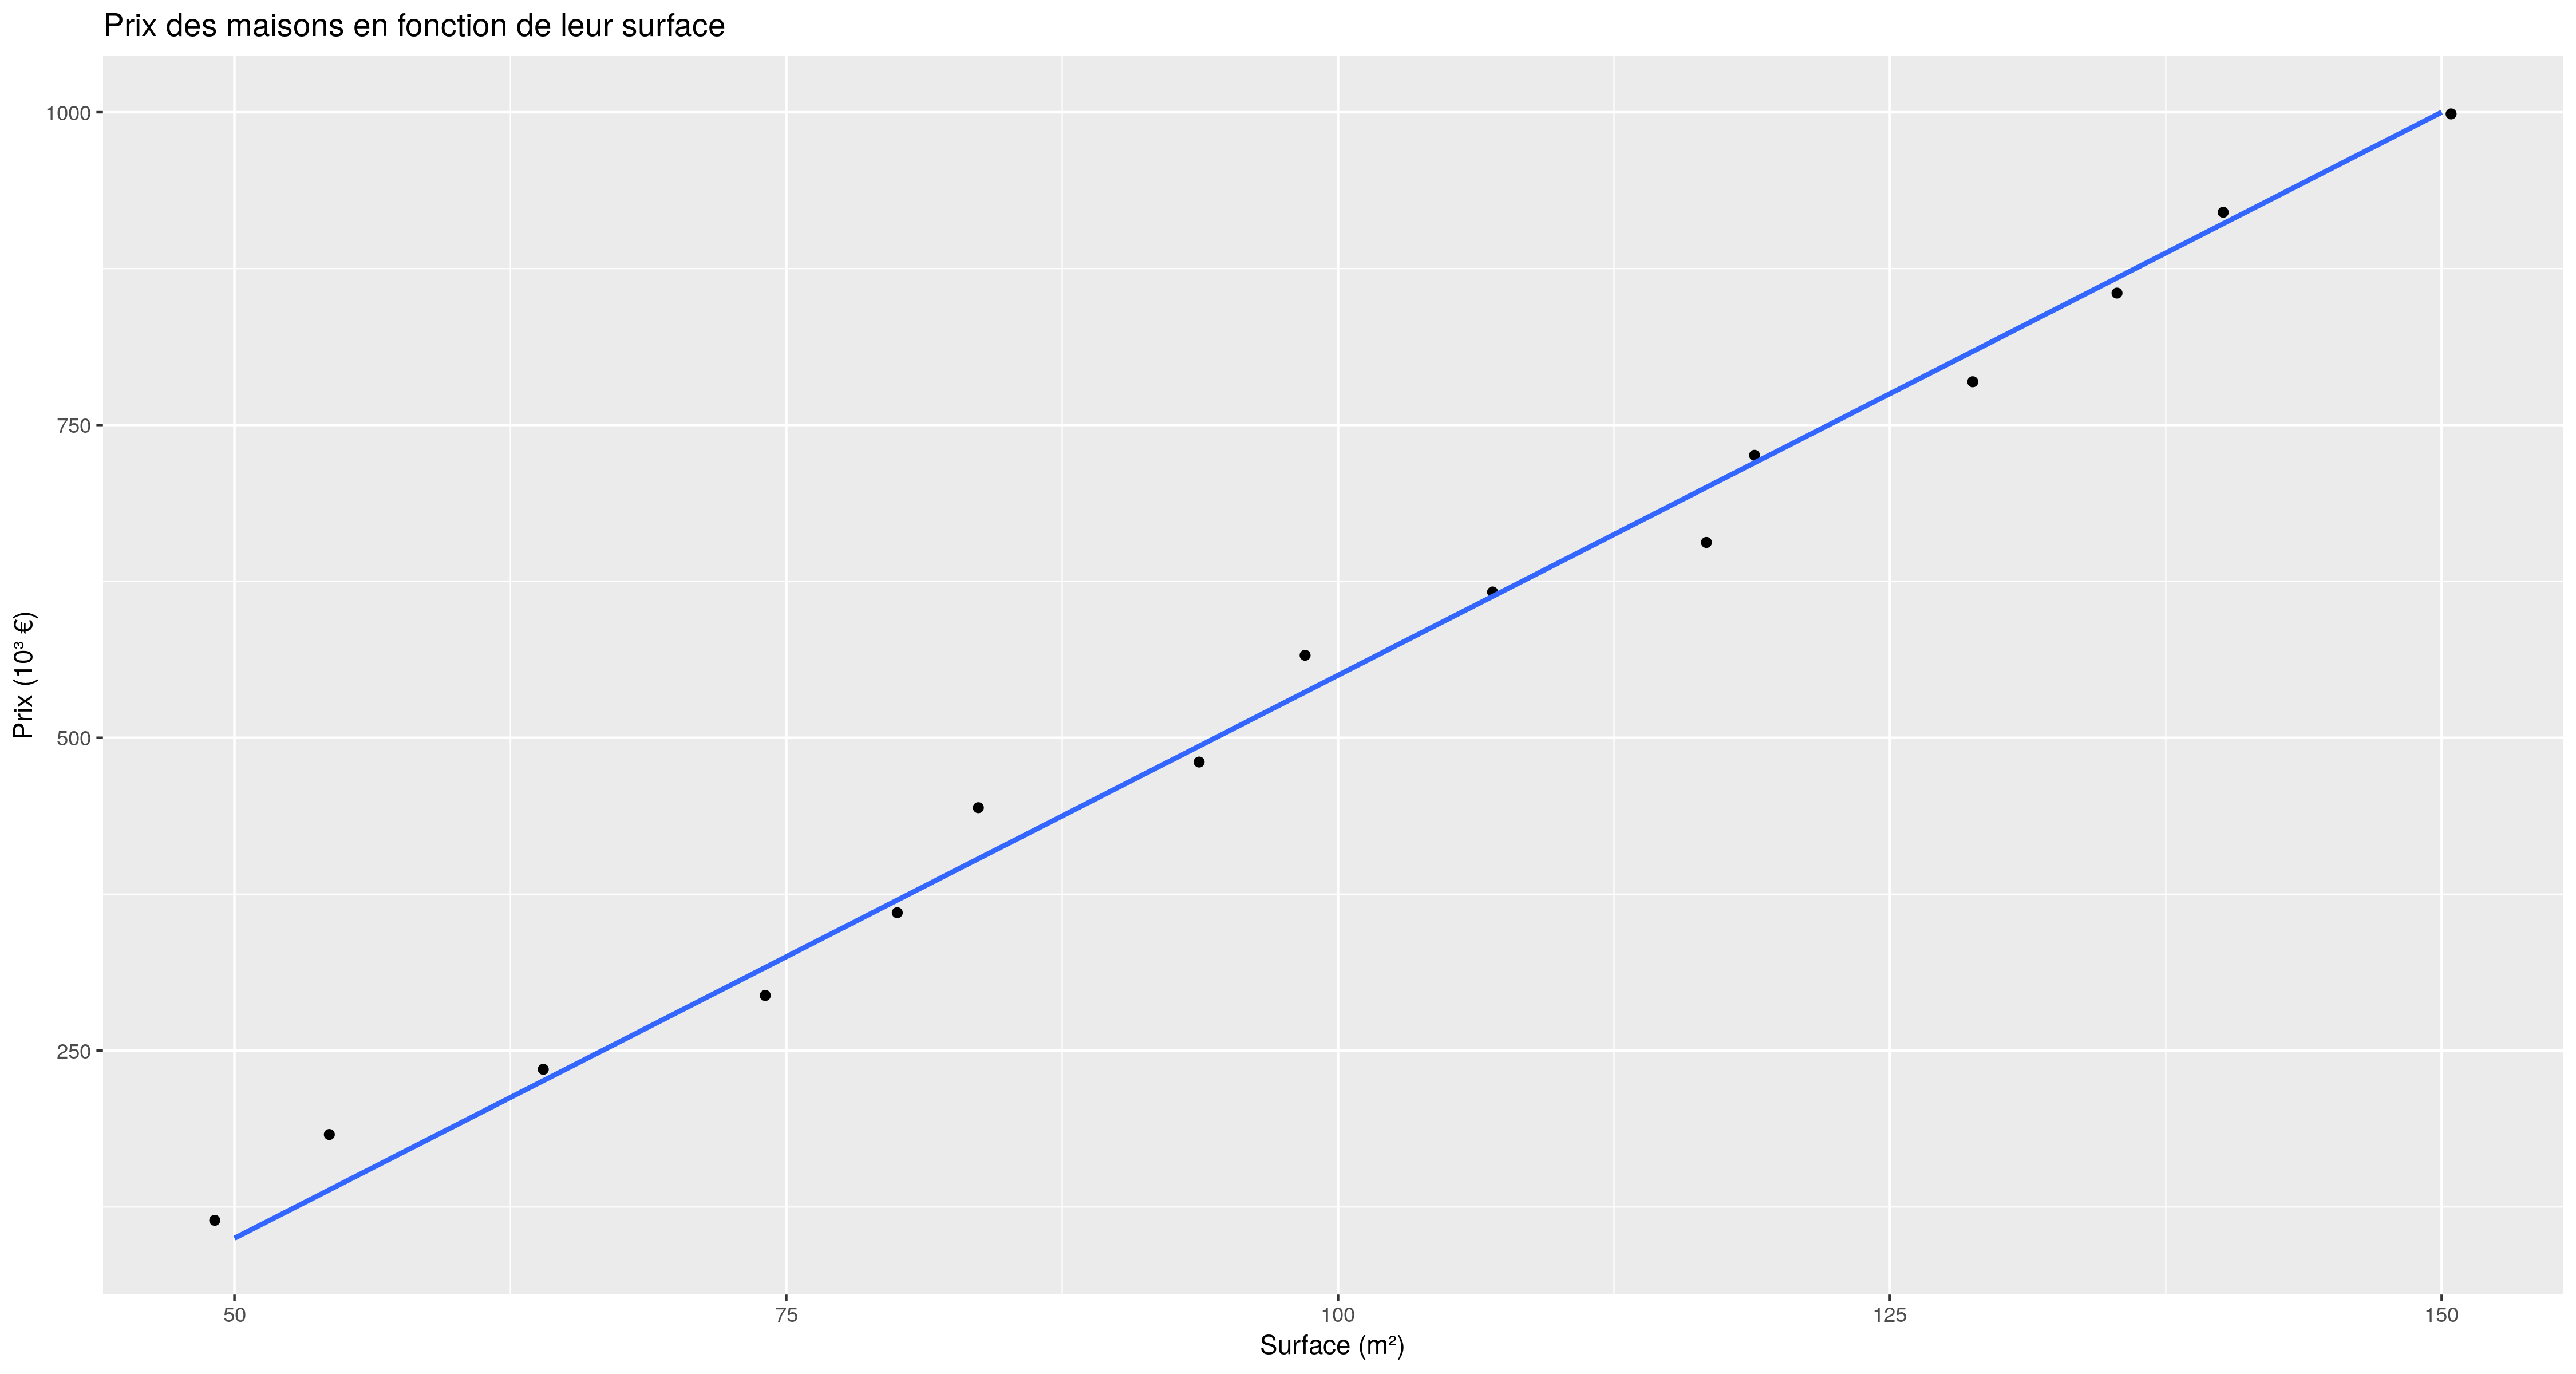 Prix des maisons en fonction de leur surface
1000
750
500
250
Prix (10³ €)
50 75 100 125 150
Surface (m²)